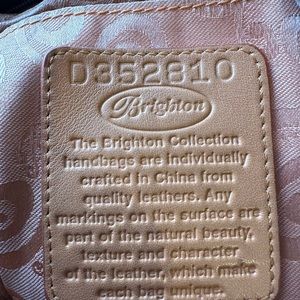 D352810
Brighton
The Brighton Collection
handbags are individually
crafted in China from
quality leathers. Any
markings on the surface are
part of the natural beauty,
texture and character
of the leather, which make
each bag unique.